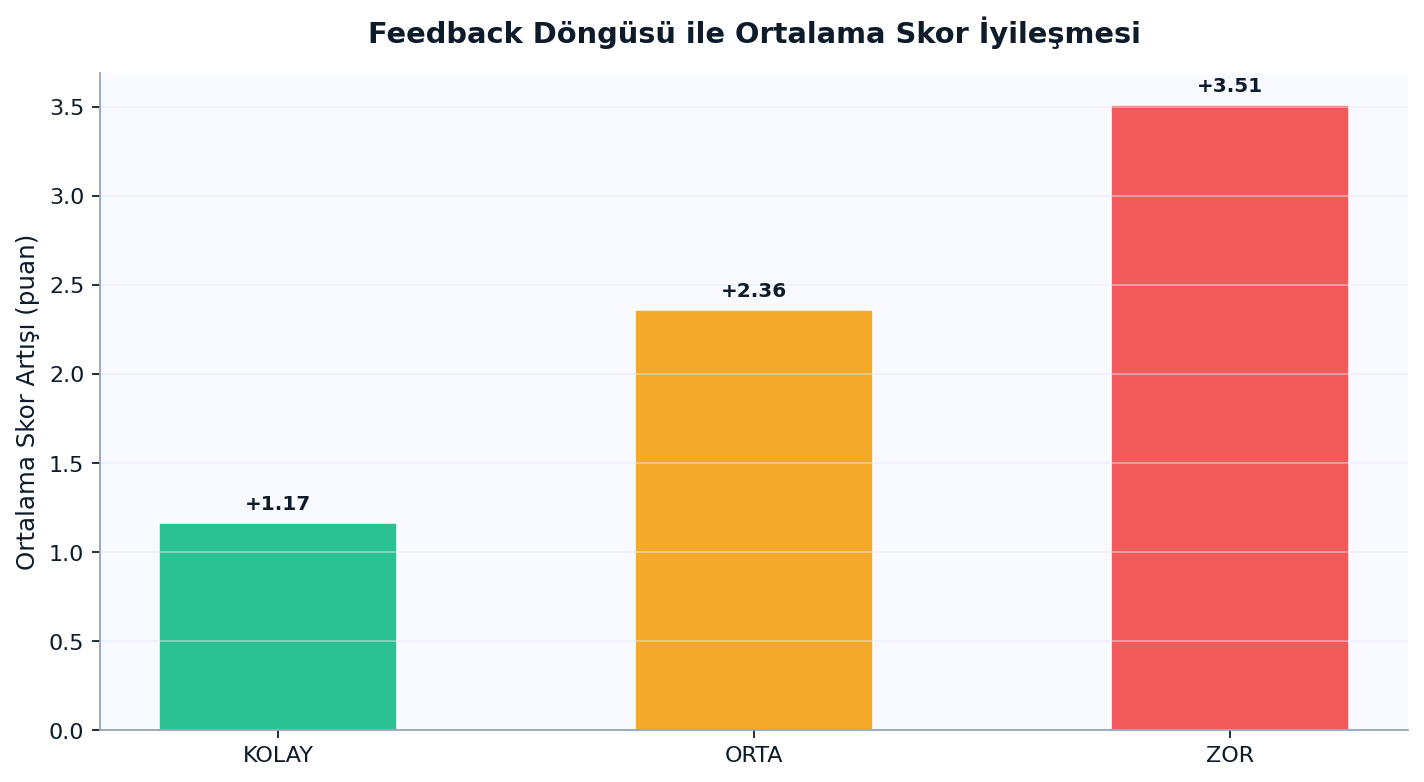 Feedback Döngüsü ile Ortalama Skor İyileşmesi
Ortalama Skor Artışı (puan)
3.5
3.0
2.5
2.0
1.5
1.0
0.5
0.0
+1.17
+2.36
+3.51
KOLAY
ORTA
ZOR